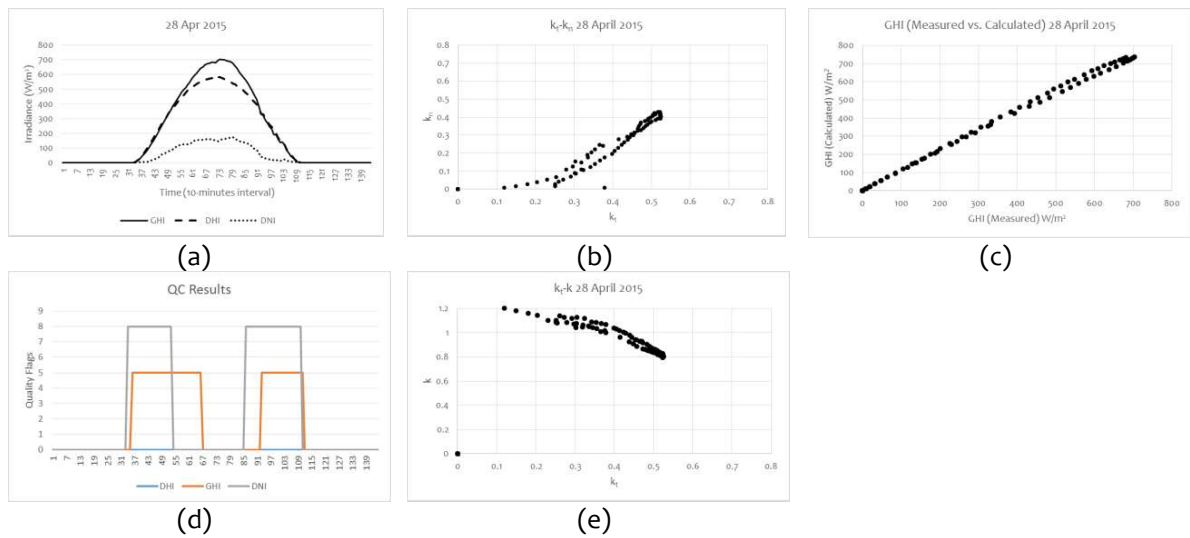 28 Apr 2015
Irradiance (W/m²)
800
700
600
500
400
300
200
100
0
1 7 13 19 25 31 37 43 49 55 61 67 73 79 85 91 97 103 109 115 121 127 133 139
Time (10-minutes interval)
GHI DHI DNI
(a)
kt-kn 28 April 2015
kn
0.8
0.7
0.6
0.5
0.4
0.3
0.2
0.1
0
0 0.1 0.2 0.3 0.4 0.5 0.6 0.7 0.8
kt
(b)
GHI (Measured vs. Calculated) 28 April 2015
GHI (Calculated) W/m²
800
700
600
500
400
300
200
100
0
0 100 200 300 400 500 600 700 800
GHI (Measured) W/m²
(c)
QC Results
Quality Flags
9
8
7
6
5
4
3
2
1
0
1 7 13 19 25 31 37 43 49 55 61 67 73 79 85 91 97 103 109 115 121 127 133 139
DHI GHI DNI
(d)
kt-k 28 April 2015
k
1.2
1
0.8
0.6
0.4
0.2
0
0 0.1 0.2 0.3 0.4 0.5 0.6 0.7 0.8
kt
(e)